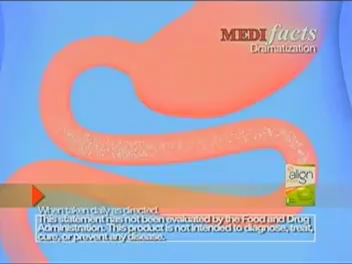 MEDIfacts
Dramatization
align
When taken daily as directed.
This statement has not been evaluated by the Food and Drug
Administration. This product is not intended to diagnose, treat,
cure, or prevent any disease.